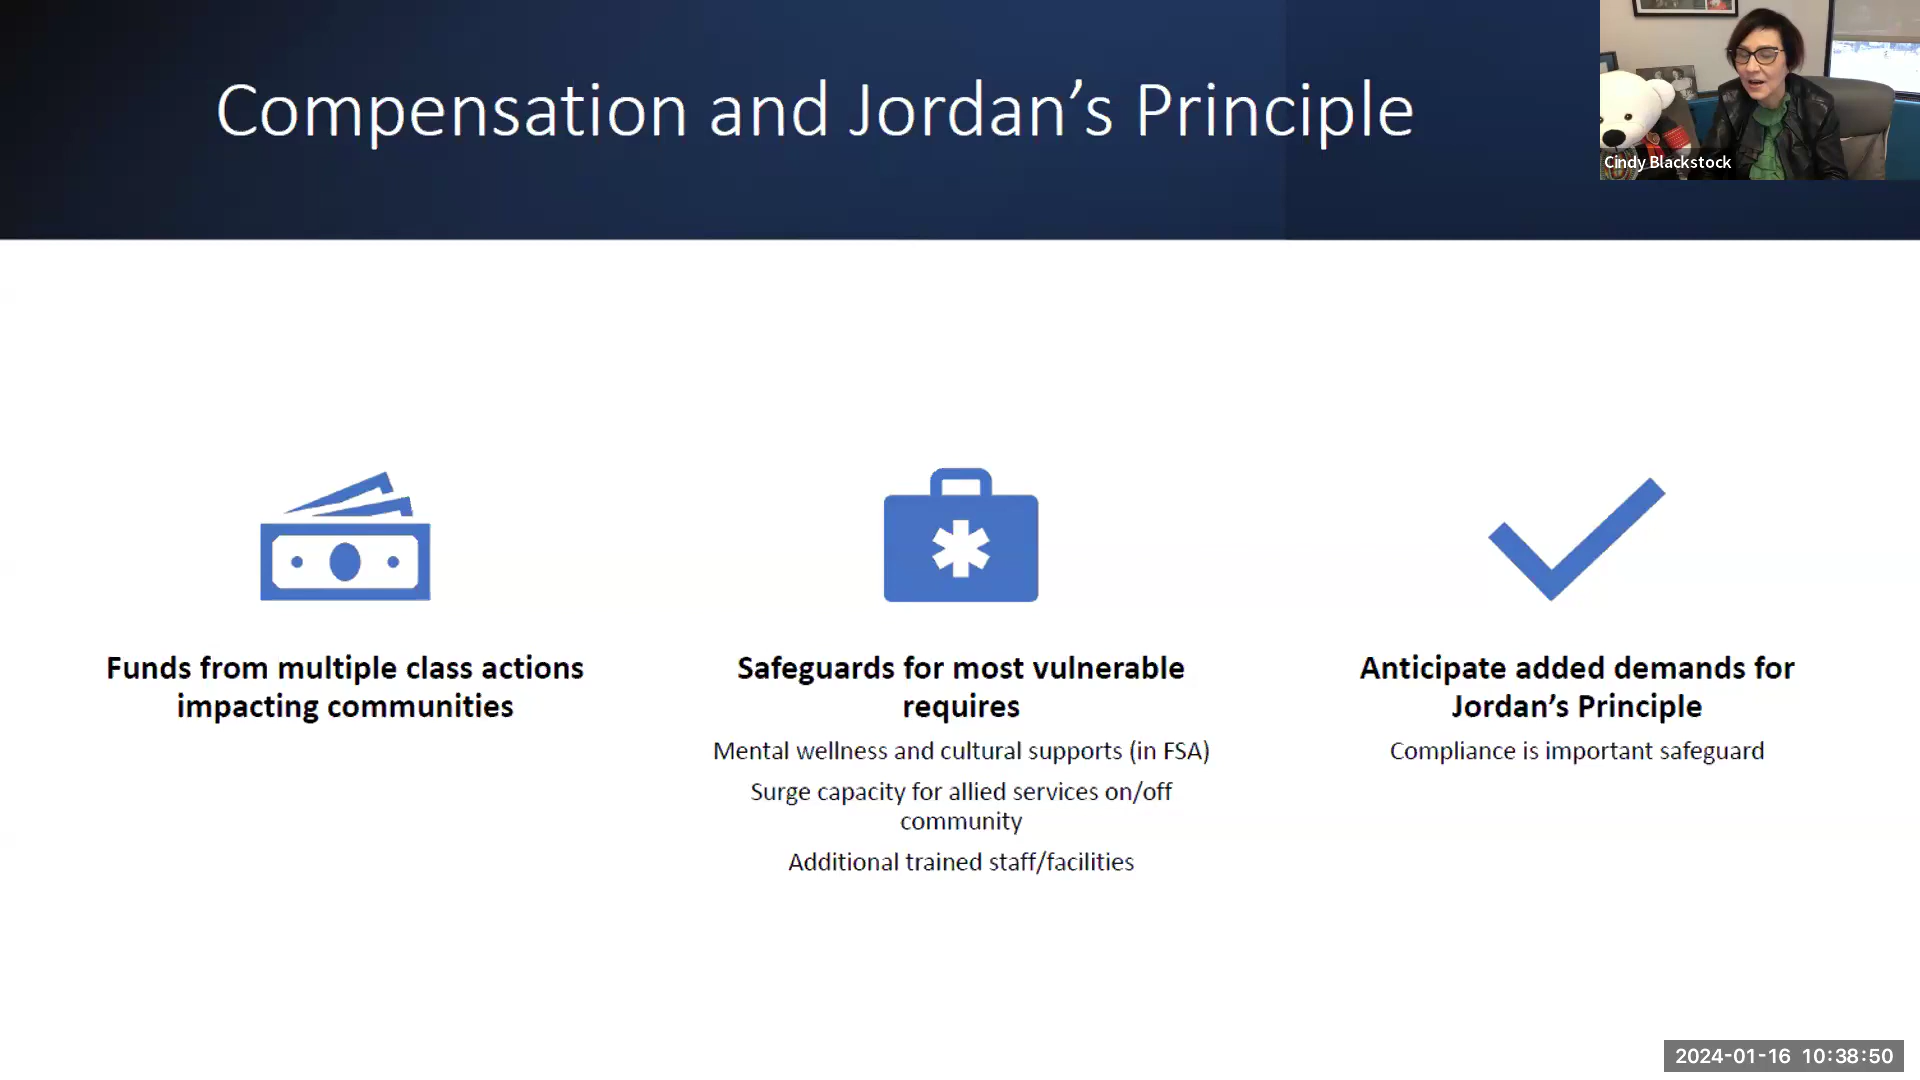 Compensation and Jordan’s Principle
Cindy Blackstock
Funds from multiple class actions
impacting communities
Safeguards for most vulnerable
requires
Mental wellness and cultural supports (in FSA)
Surge capacity for allied services on/off
community
Additional trained staff/facilities
Anticipate added demands for
Jordan’s Principle
Compliance is important safeguard
2024-01-16 10:38:50